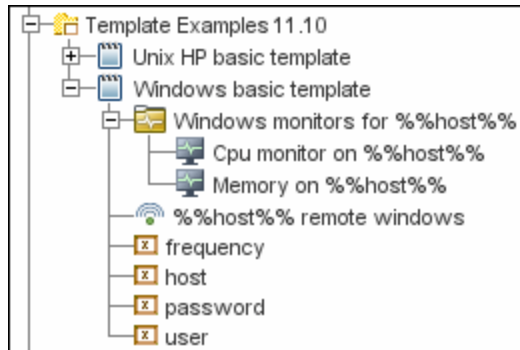 Template Examples 11.10
Unix HP basic template
Windows basic template
Windows monitors for %%host%%
Cpu monitor on %%host%%
Memory on %%host%%
%%host%% remote windows
frequency
host
password
user